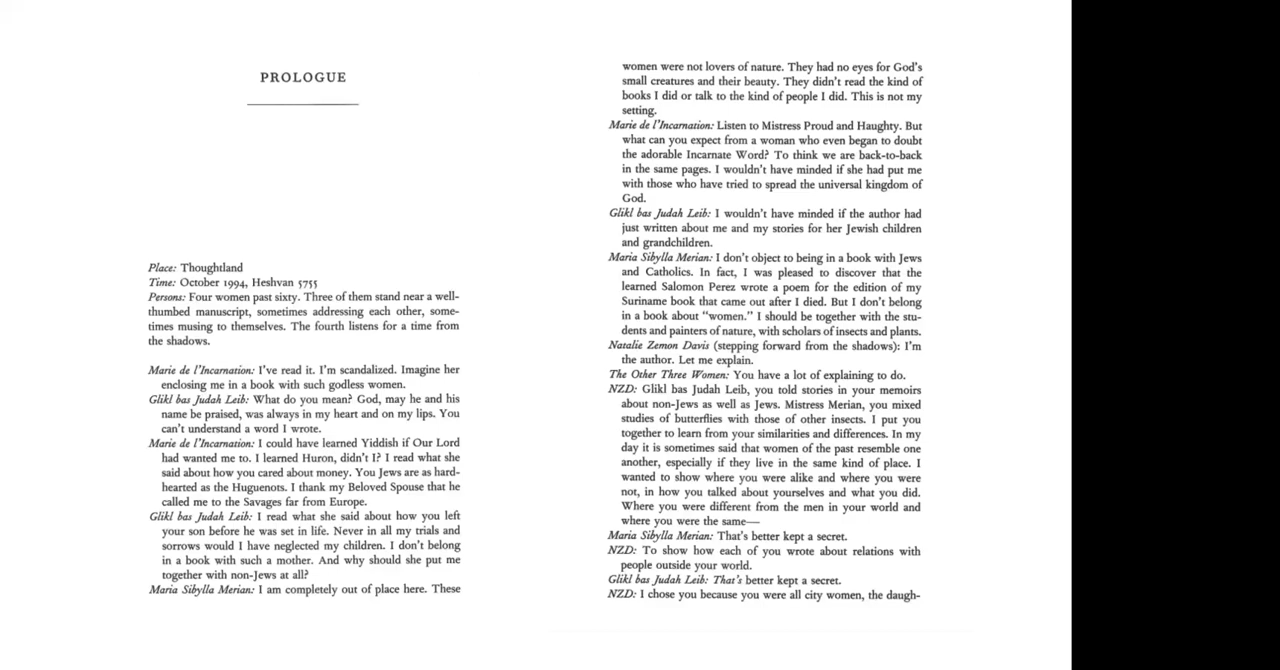 PROLOGUE
Place: Thoughtland
Time: October 1994, Heshvan 5755
Persons: Four women past sixty. Three of them stand near a well-
thumbed manuscript, sometimes addressing each other, some-
times musing to themselves. The fourth listens for a time from
the shadows.
Marie de l'Incarnation: I've read it. I'm scandalized. Imagine her
enclosing me in a book with such godless women.
Glikl bas Judah Leib: What do you mean? God, may he and his
name be praised, was always in my heart and on my lips. You
can't understand a word I wrote.
Marie de l'Incarnation: I could have learned Yiddish if Our Lord
had wanted me to. I learned Huron, didn't I? I read what she
said about how you cared about money. You Jews are as hard-
hearted as the Huguenots. I thank my Beloved Spouse that he
called me to the Savages far from Europe.
Glikl bas Judah Leib: I read what she said about how you left
your son before he was set in life. Never in all my trials and
sorrows would I have neglected my children. I don't belong
in a book with such a mother. And why should she put me
together with non-Jews at all?
Maria Sibylla Merian: I am completely out of place here. These
women were not lovers of nature. They had no eyes for God's
small creatures and their beauty. They didn't read the kind of
books I did or talk to the kind of people I did. This is not my
setting.
Marie de l'Incarnation: Listen to Mistress Proud and Haughty. But
what can you expect from a woman who even began to doubt
the adorable Incarnate Word? To think we are back-to-back
in the same pages. I wouldn't have minded if she had put me
with those who have tried to spread the universal kingdom of
God.
Glikl bas Judah Leib: I wouldn't have minded if the author had
just written about me and my stories for her Jewish children
and grandchildren.
Maria Sibylla Merian: I don't object to being in a book with Jews
and Catholics. In fact, I was pleased to discover that the
learned Salomon Perez wrote a poem for the edition of my
Suriname book that came out after I died. But I don't belong
in a book about "women." I should be together with the stu-
dents and painters of nature, with scholars of insects and plants.
Natalie Zemon Davis (stepping forward from the shadows): I'm
the author. Let me explain.
The Other Three Women: You have a lot of explaining to do.
NZD: Glikl bas Judah Leib, you told stories in your memoirs
about non-Jews as well as Jews. Mistress Merian, you mixed
studies of butterflies with those of other insects. I put you
together to learn from your similarities and differences. In my
day it is sometimes said that women of the past resemble one
another, especially if they live in the same kind of place. I
wanted to show where you were alike and where you were
not, in how you talked about yourselves and what you did.
Where you were different from the men in your world and
where you were the same—
Maria Sibylla Merian: That's better kept a secret.
NZD: To show how each of you wrote about relations with
people outside your world.
Glikl bas Judah Leib: That's better kept a secret.
NZD: I chose you because you were all city women, the daugh-